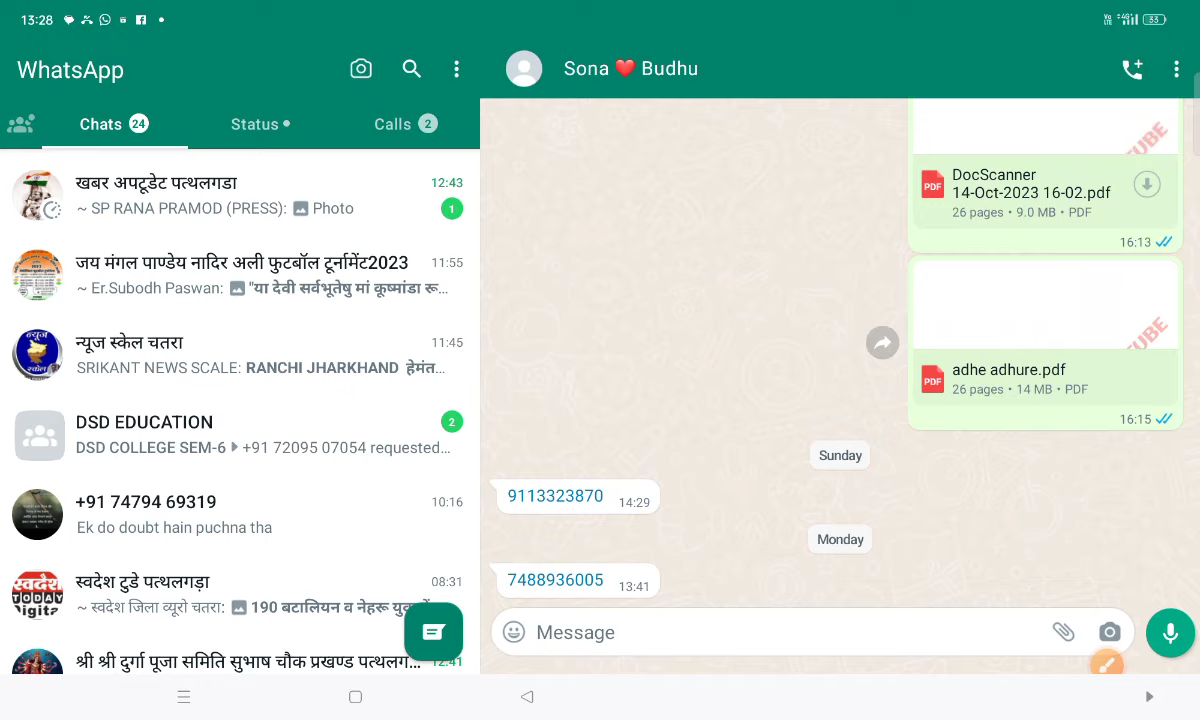 13:28
33
WhatsApp
Chats 24
Status
Calls 2
खबर अपटूडेट पत्थलगडा 12:43
~ SP RANA PRAMOD (PRESS): Photo 1
जय मंगल पाण्डेय नादिर अली फुटबॉल टूर्नामेंट2023 11:55
~ Er.Subodh Paswan: "या देवी सर्वभूतेषु मां कूष्मांडा रू...
न्यूज स्केल चतरा 11:45
SRIKANT NEWS SCALE: RANCHI JHARKHAND हेमंत...
DSD EDUCATION 2
DSD COLLEGE SEM-6 +91 72095 07054 requested...
+91 74794 69319 10:16
Ek do doubt hain puchna tha
स्वदेश टुडे पत्थलगड़ा 08:31
~ स्वदेश जिला व्यूरो चतरा: 190 बटालियन व नेहरू
श्री श्री दुर्गा पूजा समिति सुभाष चौक प्रखण्ड पत्थलग... 12:41
Sona ❤️ Budhu
TUBE
PDF
DocScanner
14-Oct-2023 16-02.pdf
26 pages • 9.0 MB • PDF
16:13
TUBE
PDF
adhe adhure.pdf
26 pages • 14 MB • PDF
16:15
Sunday
9113323870 14:29
Monday
7488936005 13:41
Message